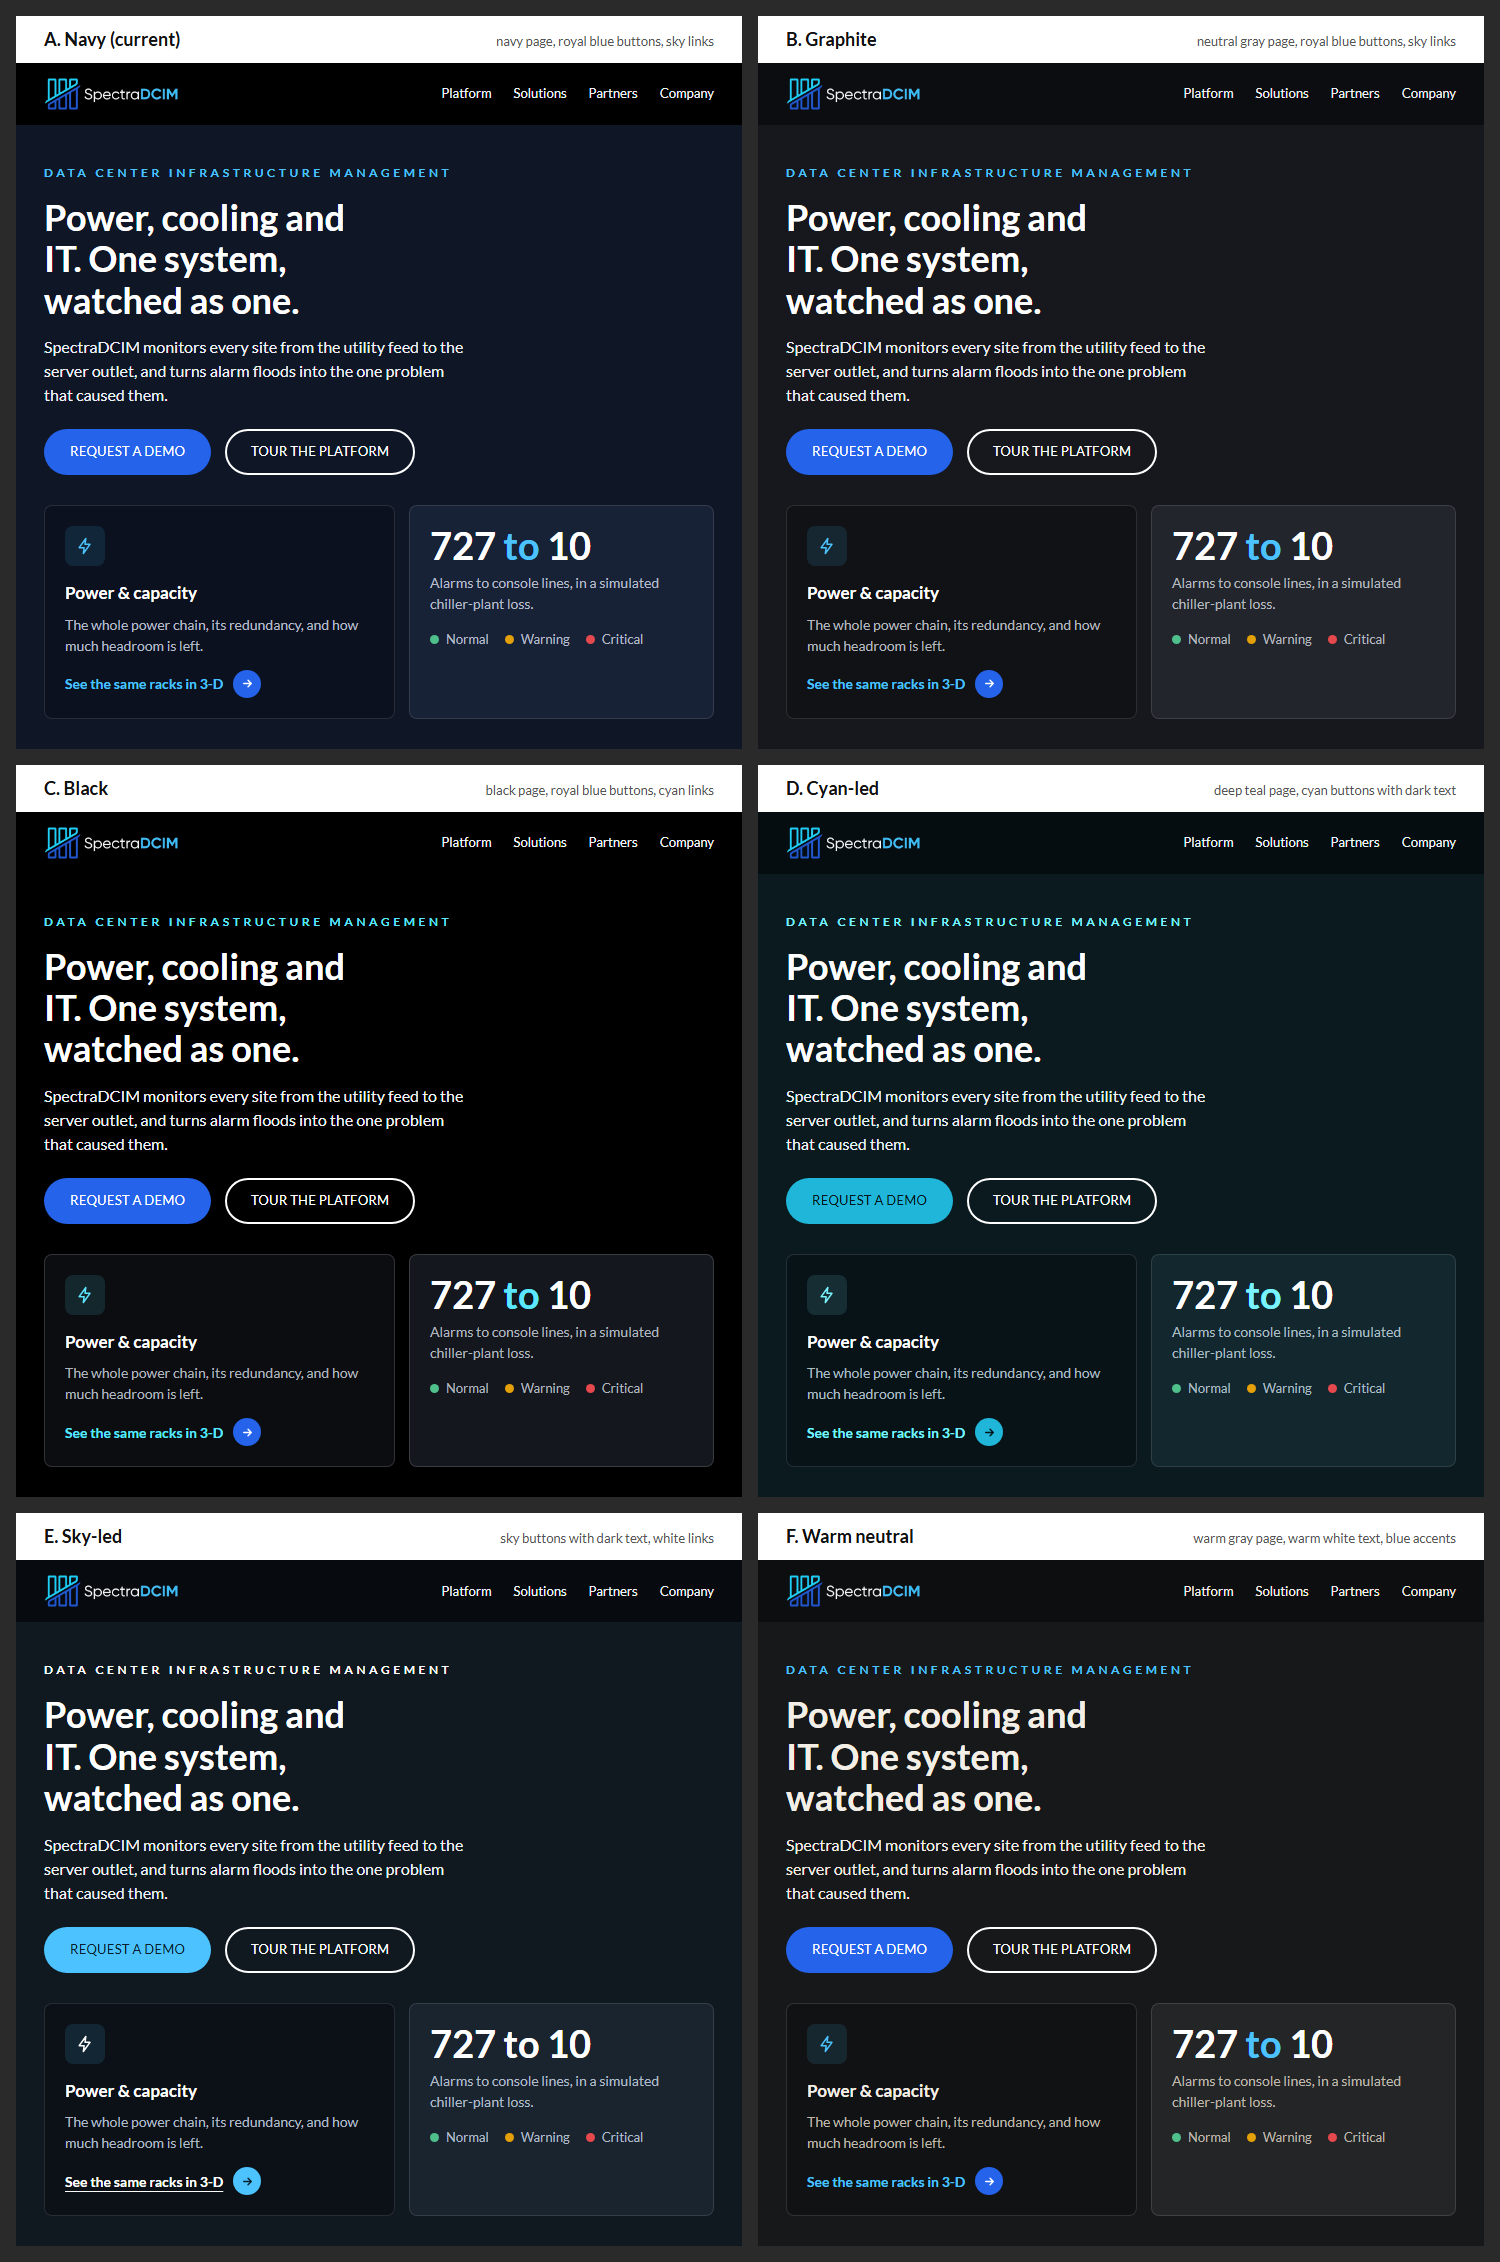 A. Navy (current)
navy page, royal blue buttons, sky links
SpectraDCIM
Platform Solutions Partners Company
DATA CENTER INFRASTRUCTURE MANAGEMENT
Power, cooling and
IT. One system,
watched as one.
SpectraDCIM monitors every site from the utility feed to the
server outlet, and turns alarm floods into the one problem
that caused them.
REQUEST A DEMO
TOUR THE PLATFORM
Power & capacity
The whole power chain, its redundancy, and how
much headroom is left.
See the same racks in 3-D
727 to 10
Alarms to console lines, in a simulated
chiller-plant loss.
Normal Warning Critical
B. Graphite
neutral gray page, royal blue buttons, sky links
SpectraDCIM
Platform Solutions Partners Company
DATA CENTER INFRASTRUCTURE MANAGEMENT
Power, cooling and
IT. One system,
watched as one.
SpectraDCIM monitors every site from the utility feed to the
server outlet, and turns alarm floods into the one problem
that caused them.
REQUEST A DEMO
TOUR THE PLATFORM
Power & capacity
The whole power chain, its redundancy, and how
much headroom is left.
See the same racks in 3-D
727 to 10
Alarms to console lines, in a simulated
chiller-plant loss.
Normal Warning Critical
C. Black
black page, royal blue buttons, cyan links
SpectraDCIM
Platform Solutions Partners Company
DATA CENTER INFRASTRUCTURE MANAGEMENT
Power, cooling and
IT. One system,
watched as one.
SpectraDCIM monitors every site from the utility feed to the
server outlet, and turns alarm floods into the one problem
that caused them.
REQUEST A DEMO
TOUR THE PLATFORM
Power & capacity
The whole power chain, its redundancy, and how
much headroom is left.
See the same racks in 3-D
727 to 10
Alarms to console lines, in a simulated
chiller-plant loss.
Normal Warning Critical
D. Cyan-led
deep teal page, cyan buttons with dark text
SpectraDCIM
Platform Solutions Partners Company
DATA CENTER INFRASTRUCTURE MANAGEMENT
Power, cooling and
IT. One system,
watched as one.
SpectraDCIM monitors every site from the utility feed to the
server outlet, and turns alarm floods into the one problem
that caused them.
REQUEST A DEMO
TOUR THE PLATFORM
Power & capacity
The whole power chain, its redundancy, and how
much headroom is left.
See the same racks in 3-D
727 to 10
Alarms to console lines, in a simulated
chiller-plant loss.
Normal Warning Critical
E. Sky-led
sky buttons with dark text, white links
SpectraDCIM
Platform Solutions Partners Company
DATA CENTER INFRASTRUCTURE MANAGEMENT
Power, cooling and
IT. One system,
watched as one.
SpectraDCIM monitors every site from the utility feed to the
server outlet, and turns alarm floods into the one problem
that caused them.
REQUEST A DEMO
TOUR THE PLATFORM
Power & capacity
The whole power chain, its redundancy, and how
much headroom is left.
See the same racks in 3-D
727 to 10
Alarms to console lines, in a simulated
chiller-plant loss.
Normal Warning Critical
F. Warm neutral
warm gray page, warm white text, blue accents
SpectraDCIM
Platform Solutions Partners Company
DATA CENTER INFRASTRUCTURE MANAGEMENT
Power, cooling and
IT. One system,
watched as one.
SpectraDCIM monitors every site from the utility feed to the
server outlet, and turns alarm floods into the one problem
that caused them.
REQUEST A DEMO
TOUR THE PLATFORM
Power & capacity
The whole power chain, its redundancy, and how
much headroom is left.
See the same racks in 3-D
727 to 10
Alarms to console lines, in a simulated
chiller-plant loss.
Normal Warning Critical